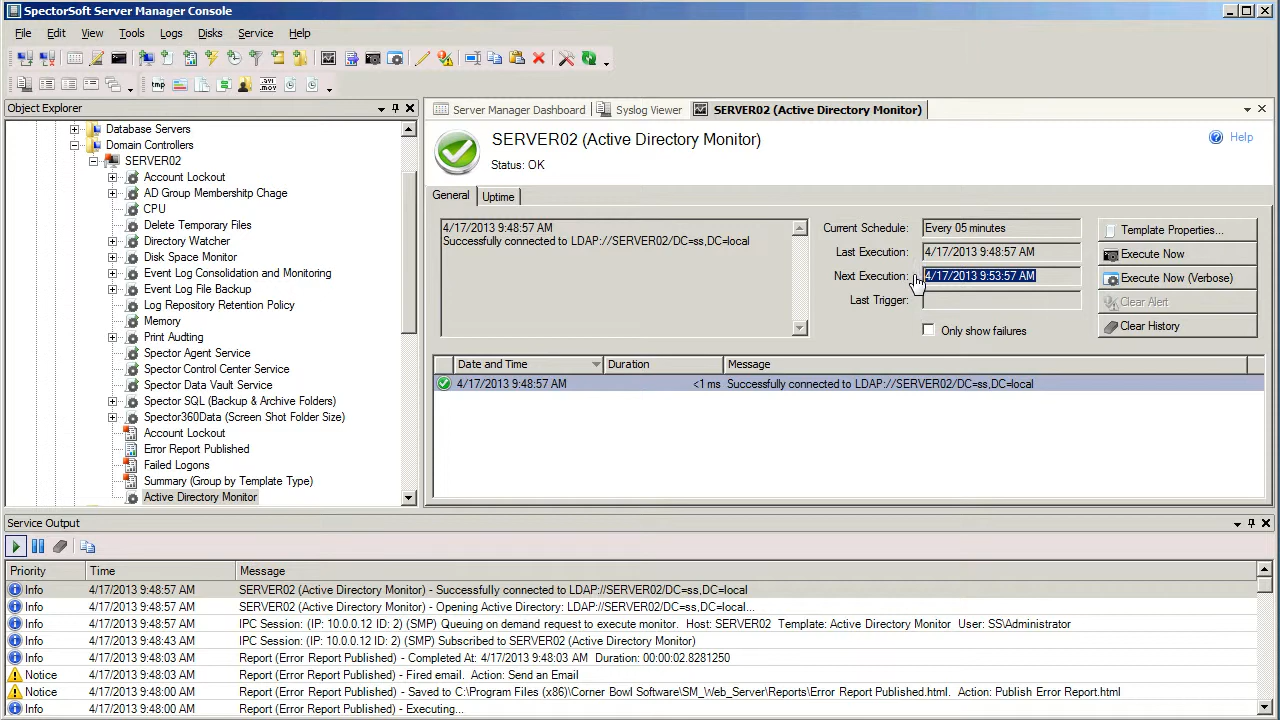 SpectorSoft Server Manager Console
File Edit View Tools Logs Disks Service Help
tmp .avi .mov
Object Explorer
Database Servers
Domain Controllers
SERVER02
Account Lockout
AD Group Membershitp Chage
CPU
Delete Temporary Files
Directory Watcher
Disk Space Monitor
Event Log Consolidation and Monitoring
Event Log File Backup
Log Repository Retention Policy
Memory
Print Auditing
Spector Agent Service
Spector Control Center Service
Spector Data Vault Service
Spector SQL (Backup & Archive Folders)
Spector360Data (Screen Shot Folder Size)
Account Lockout
Error Report Published
Failed Logons
Summary (Group by Template Type)
Active Directory Monitor
Server Manager Dashboard Syslog Viewer SERVER02 (Active Directory Monitor)
SERVER02 (Active Directory Monitor)
Help
Status: OK
General Uptime
4/17/2013 9:48:57 AM
Successfully connected to LDAP://SERVER02/DC=ss,DC=local
Current Schedule: Every 05 minutes
Last Execution: 4/17/2013 9:48:57 AM
Next Execution: 4/17/2013 9:53:57 AM
Last Trigger:
Only show failures
Template Properties...
Execute Now
Execute Now (Verbose)
Clear Alert
Clear History
Date and Time Duration Message
4/17/2013 9:48:57 AM <1 ms Successfully connected to LDAP://SERVER02/DC=ss,DC=local
Service Output
Priority Time Message
Info 4/17/2013 9:48:57 AM SERVER02 (Active Directory Monitor) - Successfully connected to LDAP://SERVER02/DC=ss,DC=local
Info 4/17/2013 9:48:57 AM SERVER02 (Active Directory Monitor) - Opening Active Directory: LDAP://SERVER02/DC=ss,DC=local...
Info 4/17/2013 9:48:57 AM IPC Session: (IP: 10.0.0.12 ID: 2) (SMP) Queuing on demand request to execute monitor. Host: SERVER02 Template: Active Directory Monitor User: SS\Administrator
Info 4/17/2013 9:48:43 AM IPC Session: (IP: 10.0.0.12 ID: 2) (SMP) Subscribed to SERVER02 (Active Directory Monitor)
Info 4/17/2013 9:48:03 AM Report (Error Report Published) - Completed At: 4/17/2013 9:48:03 AM Duration: 00:00:02.8281250
Notice 4/17/2013 9:48:03 AM Report (Error Report Published) - Fired email. Action: Send an Email
Notice 4/17/2013 9:48:00 AM Report (Error Report Published) - Saved to C:\Program Files (x86)\Corner Bowl Software\SM_Web_Server\Reports\Error Report Published.html. Action: Publish Error Report.html
Info 4/17/2013 9:48:00 AM Report (Error Report Published) - Executing...